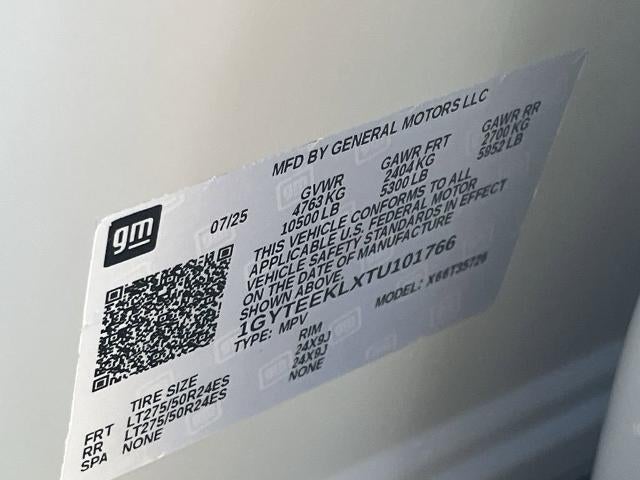 MFD BY GENERAL MOTORS LLC
gm
07/25
GVWR GAWR FRT GAWR RR
4763 KG 2404 KG 2700 KG
10500 LB 5300 LB 5952 LB
THIS VEHICLE CONFORMS TO ALL
APPLICABLE U.S. FEDERAL MOTOR
VEHICLE SAFETY STANDARDS IN EFFECT
ON THE DATE OF MANUFACTURE
SHOWN ABOVE.
1GYTEEKLXTU101766
TYPE: MPV MODEL: X66T35726
TIRE SIZE RIM
FRT LT275/50R24ES 24X9J
RR LT275/50R24ES 24X9J
SPA NONE NONE